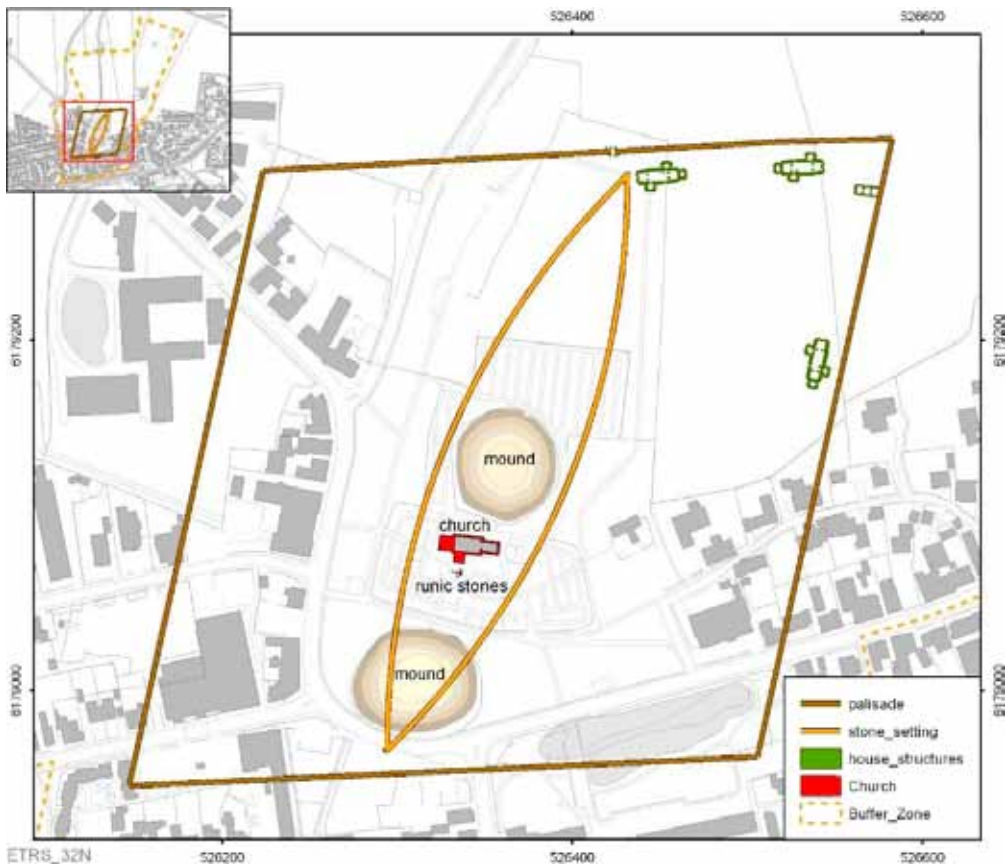 526400
526600
6179200
6179200
mound
church
runic stones
mound
6179000
6179000
palisade
stone_setting
house_structures
Church
Buffer_Zone
ETRS_32N
526200
526400
526600